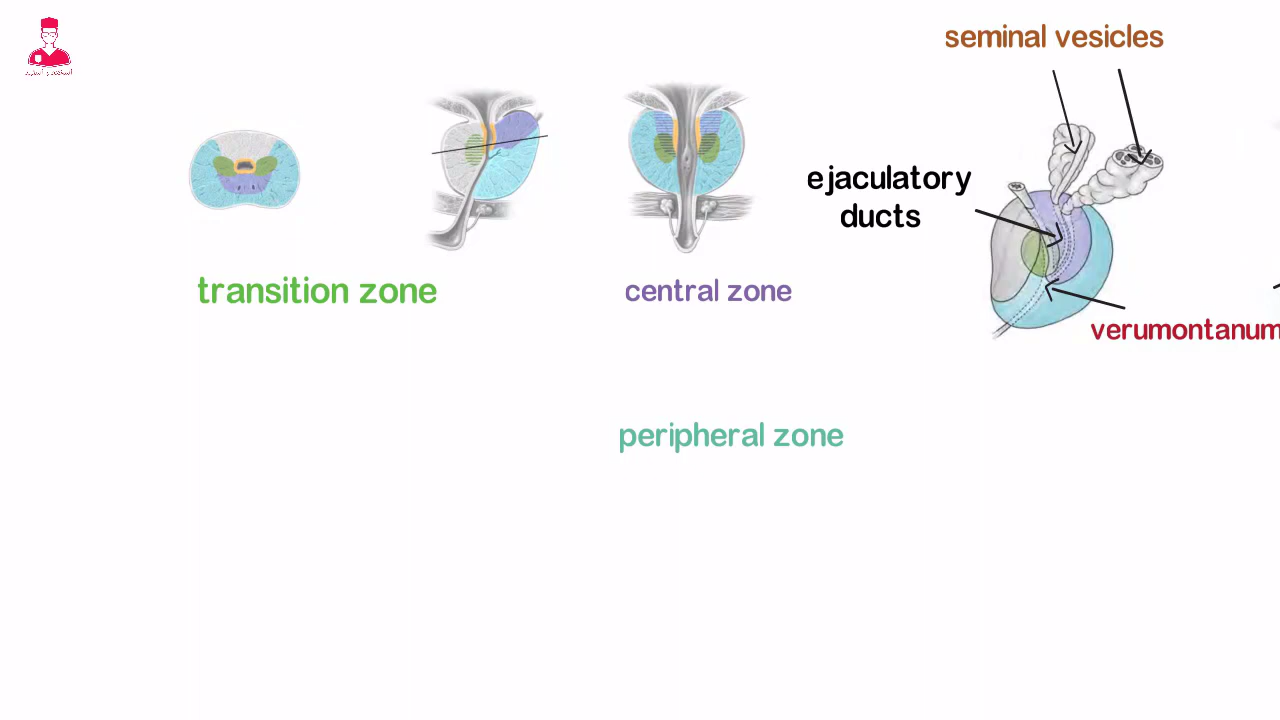 seminal vesicles
ejaculatory
ducts
transition zone
central zone
verumontanum
peripheral zone